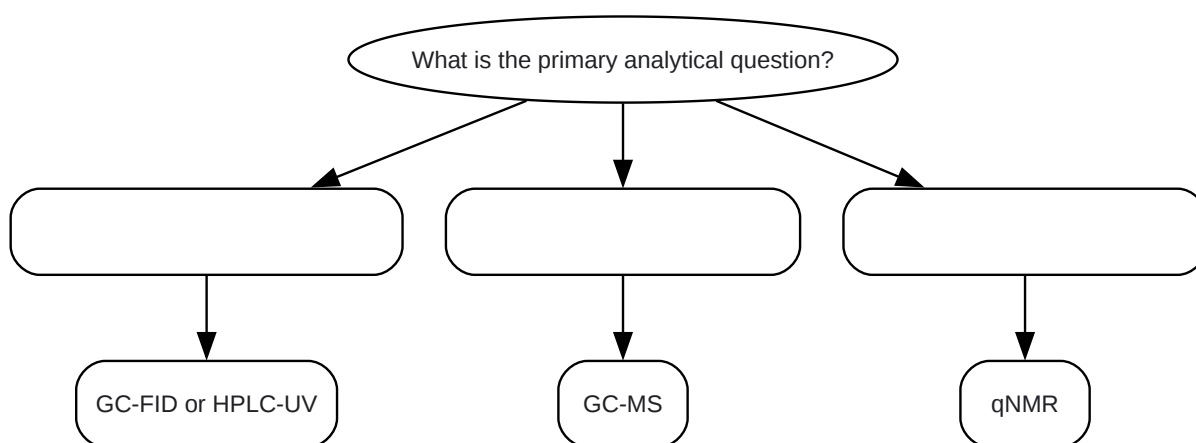 What is the primary analytical question?
GC-FID or HPLC-UV
GC-MS
qNMR